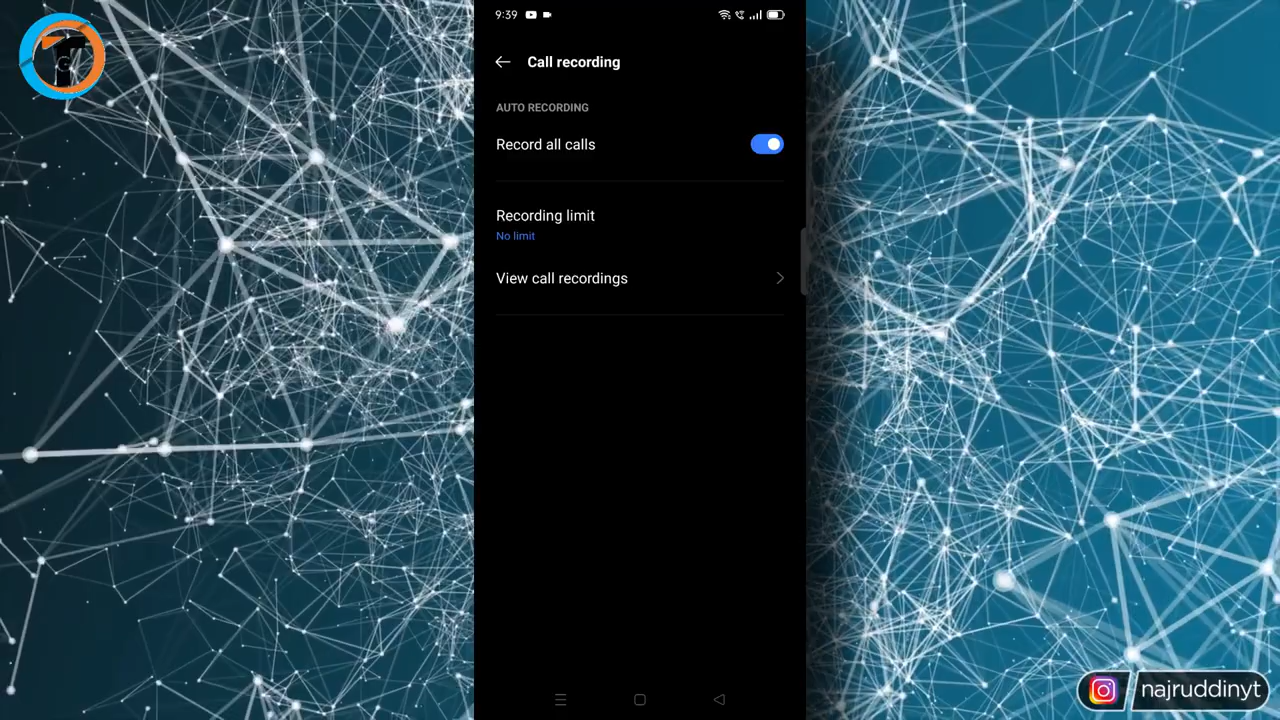 9:39
Call recording
AUTO RECORDING
Record all calls
Recording limit
No limit
View call recordings
najruddinyt